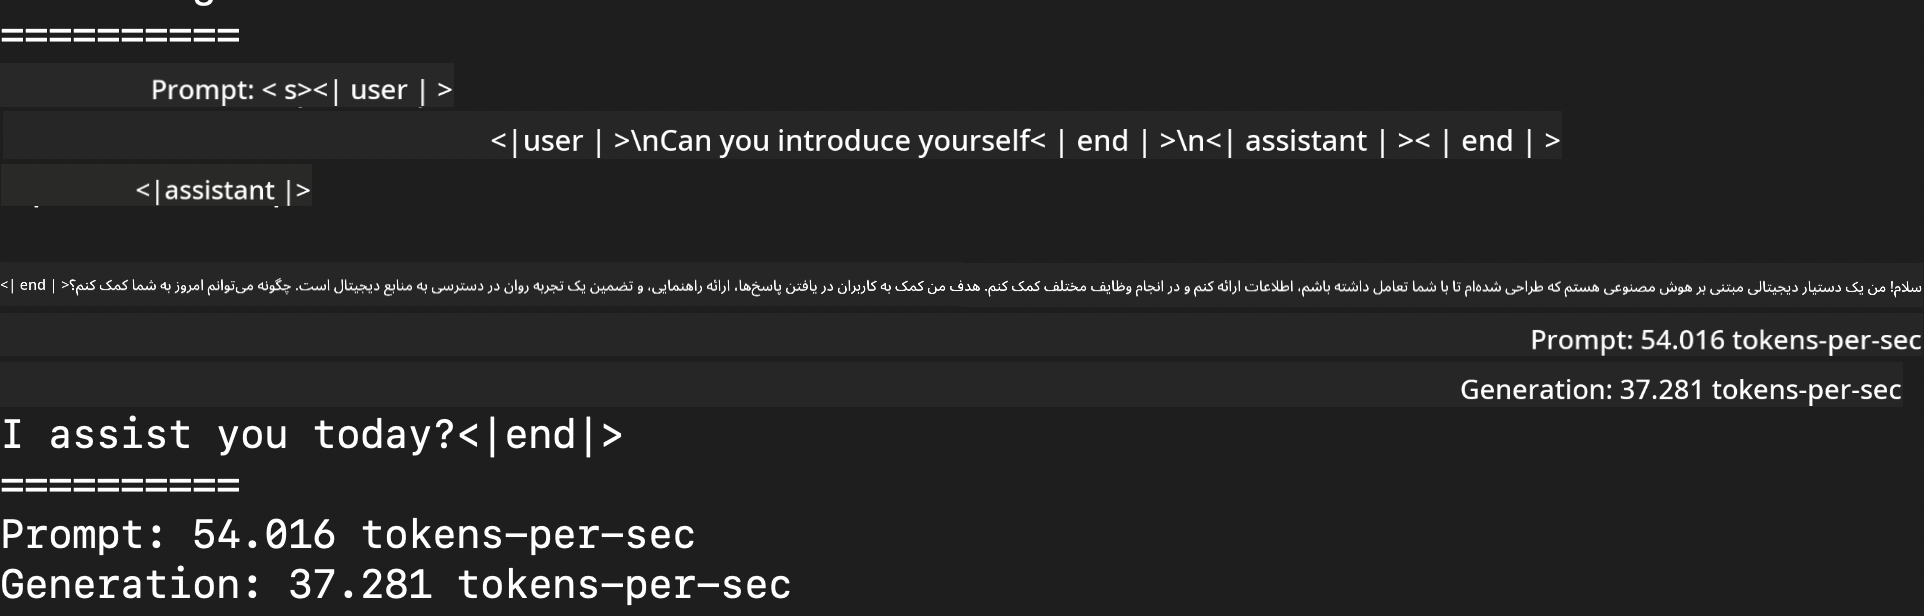 ==========
Prompt: < s><| user | >
<|user | >\nCan you introduce yourself< | end | >\n<| assistant | >< | end | >
<|assistant |>
سلام! من یک دستیار دیجیتالی مبتنی بر هوش مصنوعی هستم که طراحی شده‌ام تا با شما تعامل داشته باشم، اطلاعات ارائه کنم و در انجام وظایف مختلف کمک کنم. هدف من کمک به کاربران در یافتن پاسخ‌ها، ارائه راهنمایی، و تضمین یک تجربه روان در دسترسی به منابع دیجیتال است. چگونه می‌توانم امروز به شما کمک کنم؟< | end |>
Prompt: 54.016 tokens-per-sec
Generation: 37.281 tokens-per-sec
I assist you today?<|end|>
==========
Prompt: 54.016 tokens-per-sec
Generation: 37.281 tokens-per-sec